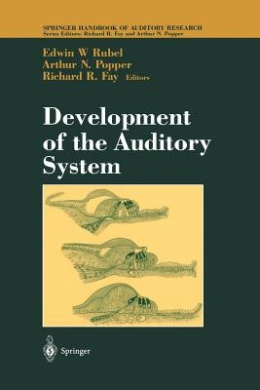 SPRINGER HANDBOOK OF AUDITORY RESEARCH
Series Editors: Richard R. Fay and Arthur N. Popper
Edwin W Rubel
Arthur N. Popper
Richard R. Fay Editors
Development
of the Auditory
System
Springer